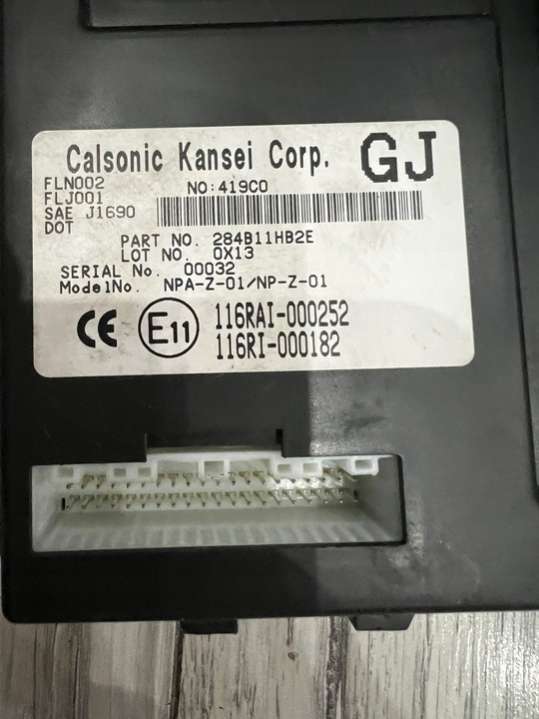 Calsonic Kansei Corp. GJ
FLN002 NO:419C0
FLJ001
SAE J1690
DOT
PART NO. 284B11HB2E
LOT NO. 0X13
SERIAL No. 00032
ModelNo. NPA-Z-01/NP-Z-01
CE E11 116RAI-000252
116RI-000182